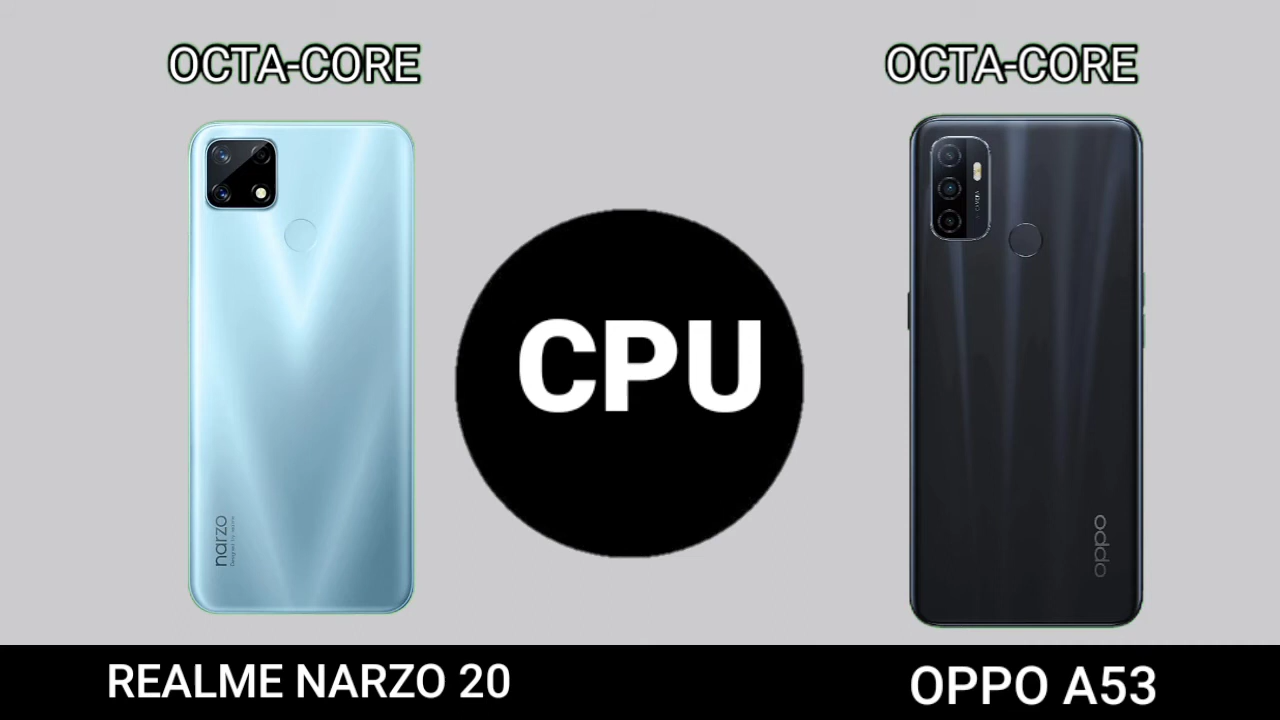 OCTA-CORE
OCTA-CORE
CPU
narzo
oppo
REALME NARZO 20
OPPO A53